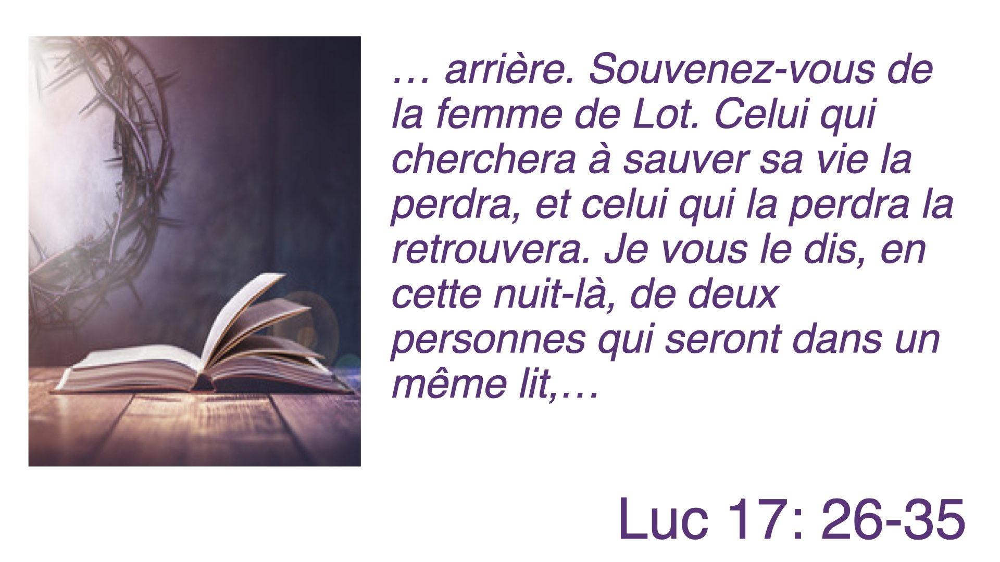 … arrière. Souvenez-vous de
la femme de Lot. Celui qui
cherchera à sauver sa vie la
perdra, et celui qui la perdra la
retrouvera. Je vous le dis, en
cette nuit-là, de deux
personnes qui seront dans un
même lit,…
Luc 17: 26-35